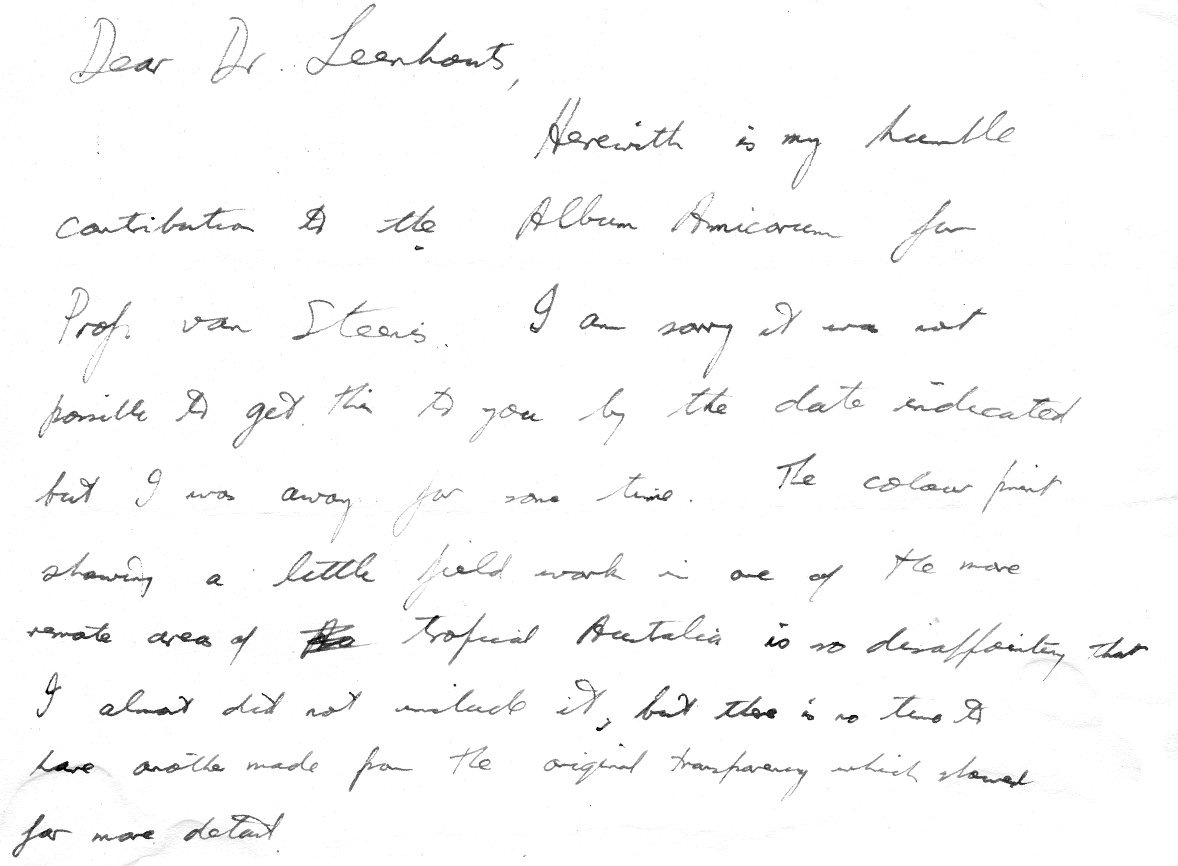 Dear Dr. Leenhouts,
Herewith is my humble
contribution to the Album Amicorum for
Prof. van Steenis. I am sorry it was not
possible to get this to you by the date indicated
but I was away for some time. The colour print
showing a little field work in one of the more
remote areas of tropical Australia is so disappointing that
I almost did not include it, but there is no time to
have another made from the original transparency which showed
far more detail.